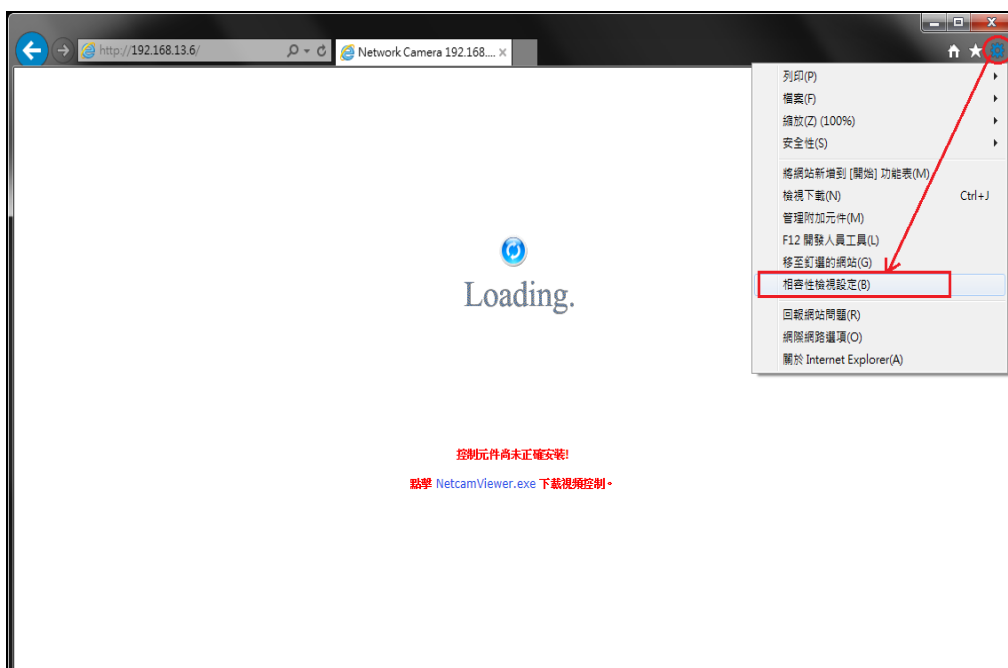 http://192.168.13.6/
Network Camera 192.168....
列印(P)
檔案(F)
縮放(Z) (100%)
安全性(S)
將網站新增到 [開始] 功能表(M)
檢視下載(N) Ctrl+J
管理附加元件(M)
F12 開發人員工具(L)
移至釘選的網站(G)
相容性檢視設定(B)
回報網站問題(R)
網際網路選項(O)
關於 Internet Explorer(A)
Loading.
控制元件尚未正確安裝!
點擊 NetcamViewer.exe 下載視頻控制。